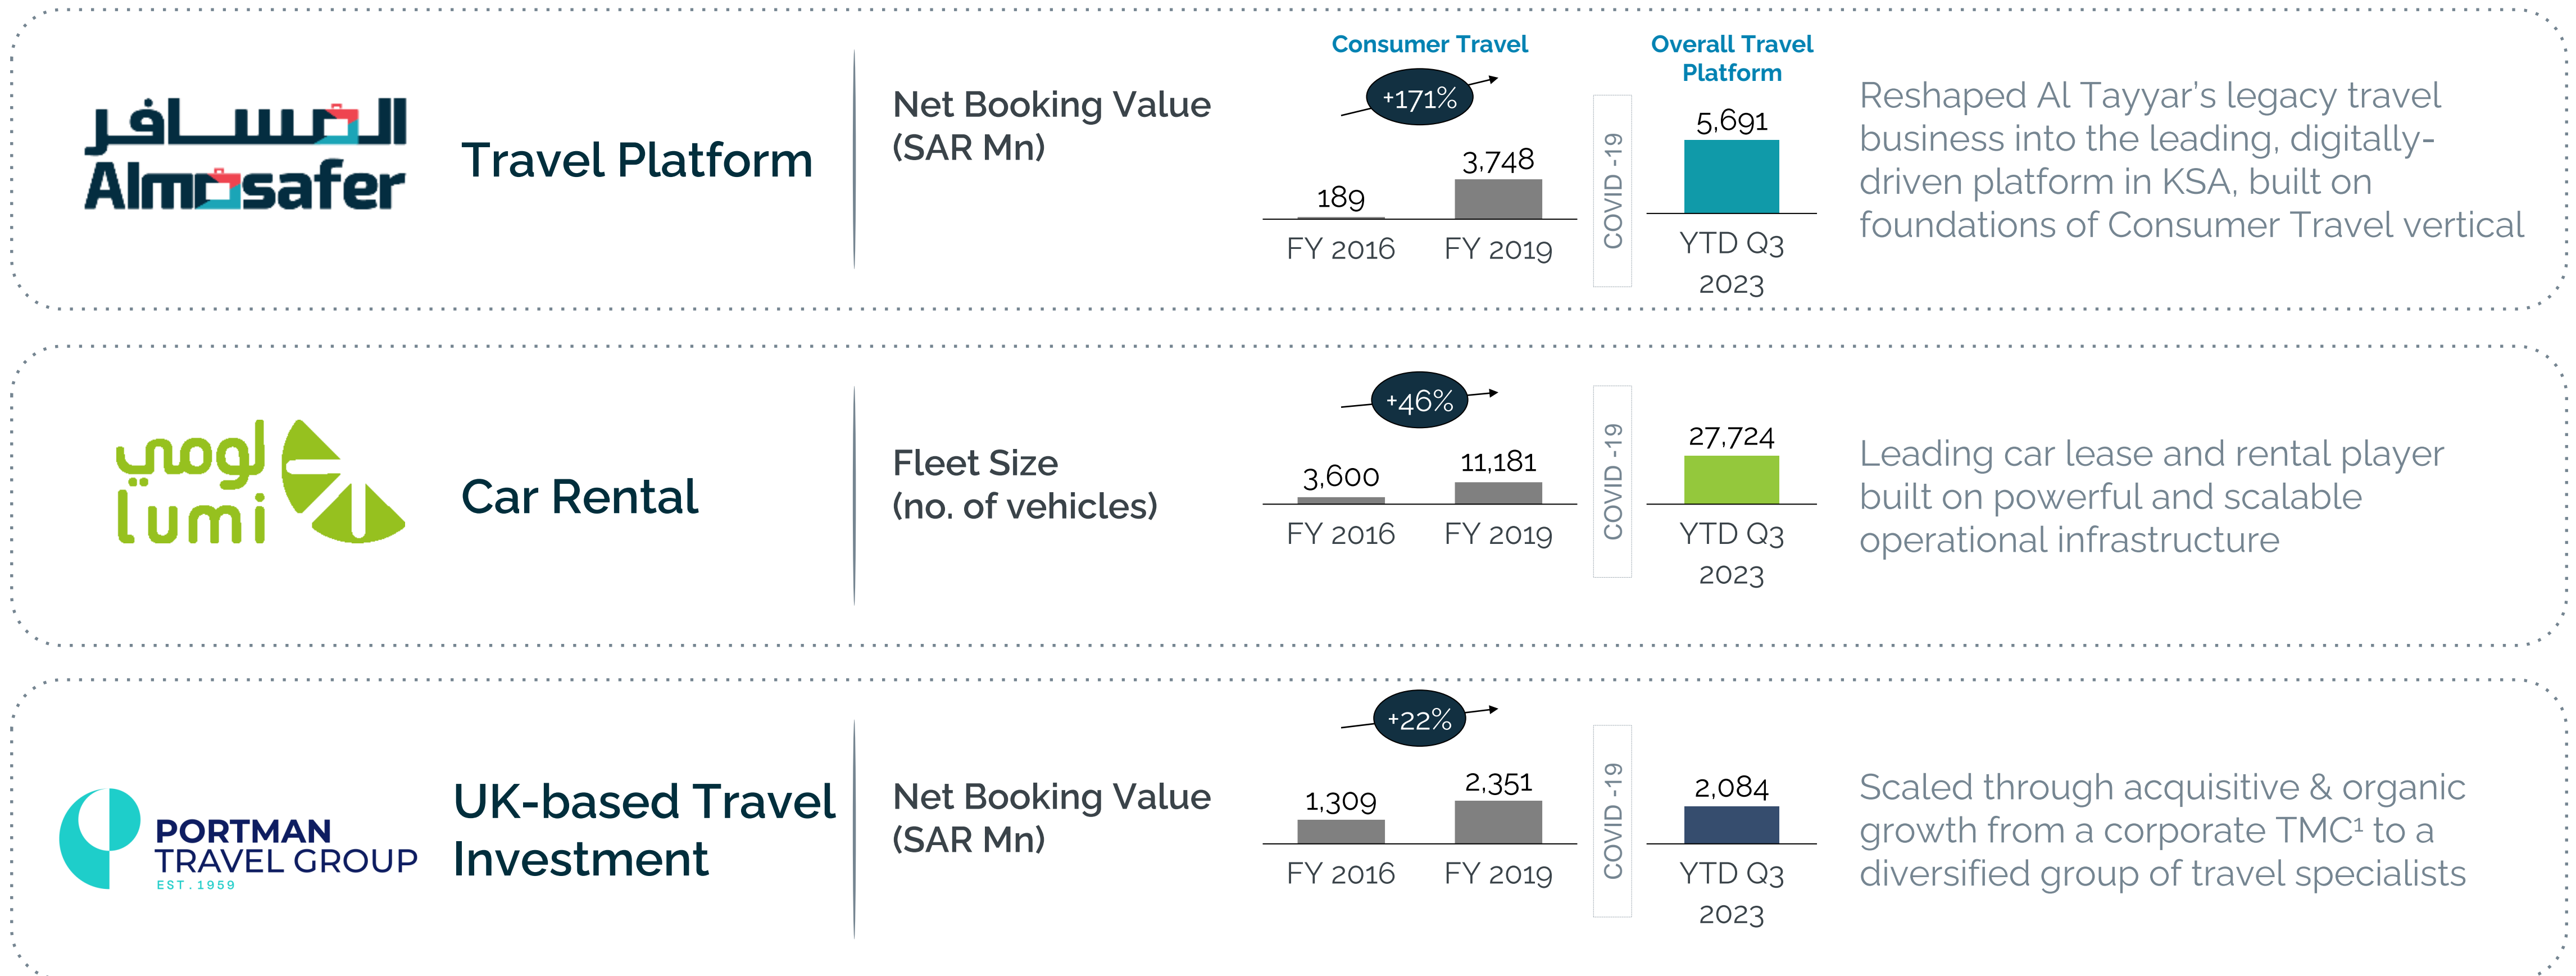 المسافر
Almosafer
Travel Platform
Net Booking Value
(SAR Mn)
Consumer Travel
+171%
189
3,748
FY 2016
FY 2019
COVID -19
Overall Travel
Platform
5,691
YTD Q3
2023
Reshaped Al Tayyar’s legacy travel
business into the leading, digitally-
driven platform in KSA, built on
foundations of Consumer Travel vertical
لومي
lumi
Car Rental
Fleet Size
(no. of vehicles)
+46%
3,600
11,181
FY 2016
FY 2019
COVID -19
27,724
YTD Q3
2023
Leading car lease and rental player
built on powerful and scalable
operational infrastructure
PORTMAN
TRAVEL GROUP
EST. 1959
UK-based Travel
Investment
Net Booking Value
(SAR Mn)
+22%
1,309
2,351
FY 2016
FY 2019
COVID -19
2,084
YTD Q3
2023
Scaled through acquisitive & organic
growth from a corporate TMC¹ to a
diversified group of travel specialists